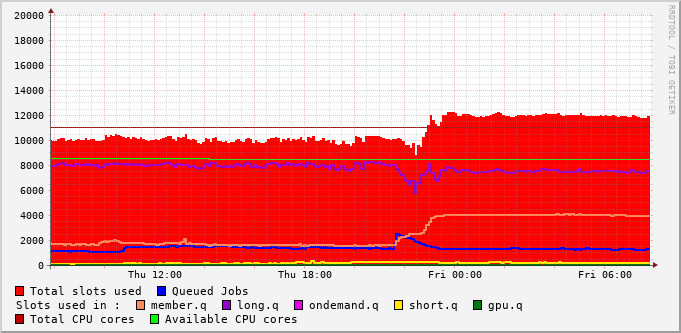 20000
18000
16000
14000
12000
10000
8000
6000
4000
2000
0
Thu 12:00 Thu 18:00 Fri 00:00 Fri 06:00
RRDTOOL / TOBI OETIKER
Total slots used Queued Jobs
Slots used in : member.q long.q ondemand.q short.q gpu.q
Total CPU cores Available CPU cores